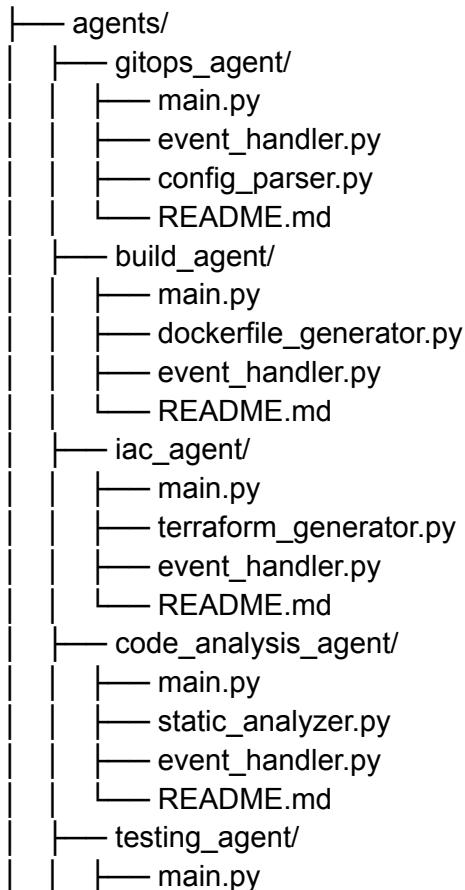 ├── agents/
│   ├── gitops_agent/
│   │   ├── main.py
│   │   ├── event_handler.py
│   │   ├── config_parser.py
│   │   └── README.md
│   ├── build_agent/
│   │   ├── main.py
│   │   ├── dockerfile_generator.py
│   │   ├── event_handler.py
│   │   └── README.md
│   ├── iac_agent/
│   │   ├── main.py
│   │   ├── terraform_generator.py
│   │   ├── event_handler.py
│   │   └── README.md
│   ├── code_analysis_agent/
│   │   ├── main.py
│   │   ├── static_analyzer.py
│   │   ├── event_handler.py
│   │   └── README.md
│   ├── testing_agent/
│   │   ├── main.py